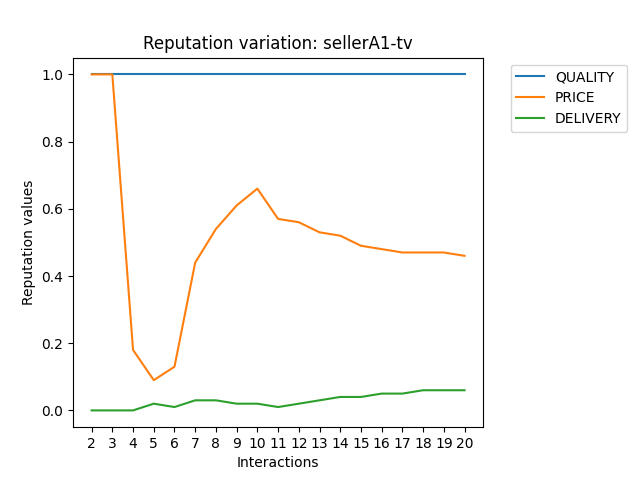 Reputation variation: sellerA1-tv
QUALITY
PRICE
DELIVERY
1.0
0.8
0.6
0.4
0.2
0.0
Reputation values
2 3 4 5 6 7 8 9 10 11 12 13 14 15 16 17 18 19 20
Interactions